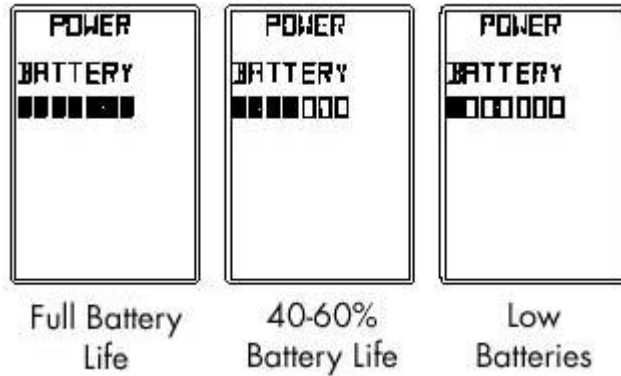 POWER
BATTERY
POWER
BATTERY
POWER
BATTERY
Full Battery
Life
40-60%
Battery Life
Low
Batteries